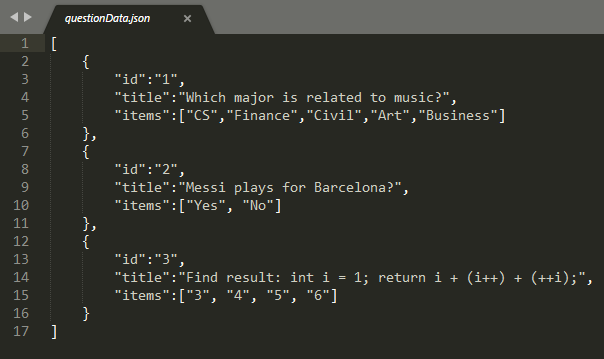 questionData.json ×
1 [
2 {
3 "id":"1",
4 "title":"Which major is related to music?",
5 "items":["CS","Finance","Civil","Art","Business"]
6 },
7 {
8 "id":"2",
9 "title":"Messi plays for Barcelona?",
10 "items":["Yes", "No"]
11 },
12 {
13 "id":"3",
14 "title":"Find result: int i = 1; return i + (i++) + (++i);",
15 "items":["3", "4", "5", "6"]
16 }
17 ]